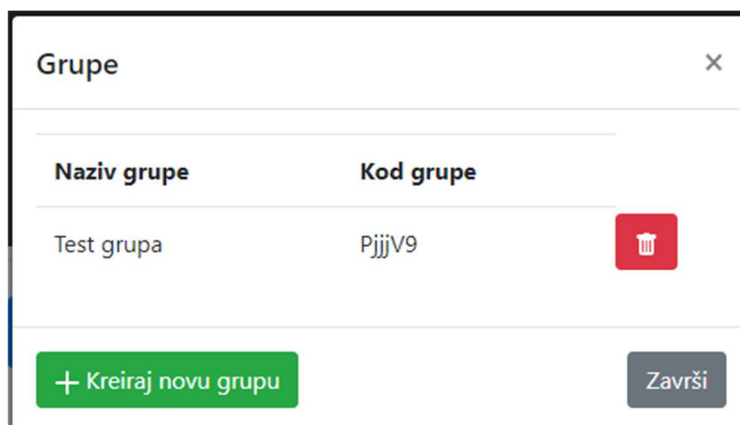 Grupe ×
Naziv grupe Kod grupe
Test grupa PjjjV9
+ Kreiraj novu grupu Završi